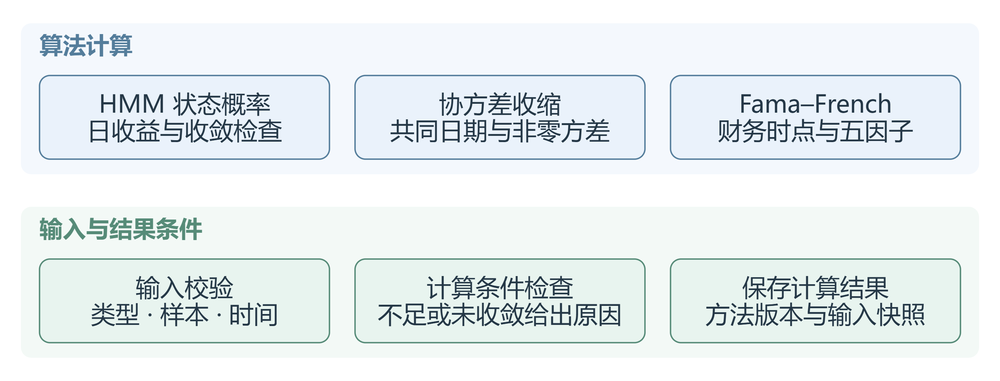 算法计算
HMM 状态概率
日收益与收敛检查
协方差收缩
共同日期与非零方差
Fama–French
财务时点与五因子
输入与结果条件
输入校验
类型 · 样本 · 时间
计算条件检查
不足或未收敛给出原因
保存计算结果
方法版本与输入快照